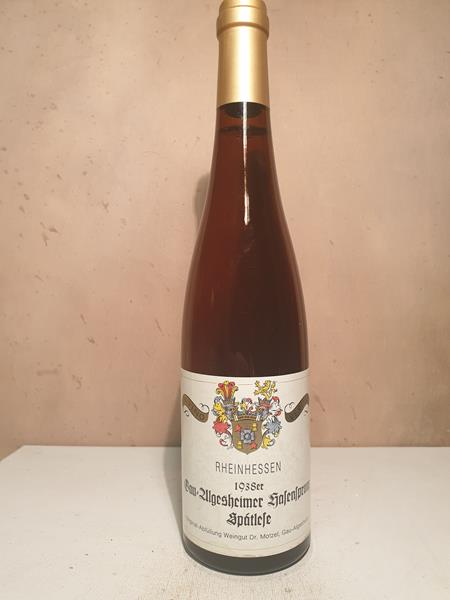 RHEINHESSEN
1938er
Gau-Algesheimer Hasensprung
Spätlese
Original-Abfüllung Weingut Dr. Motzel, Gau-Algesheim